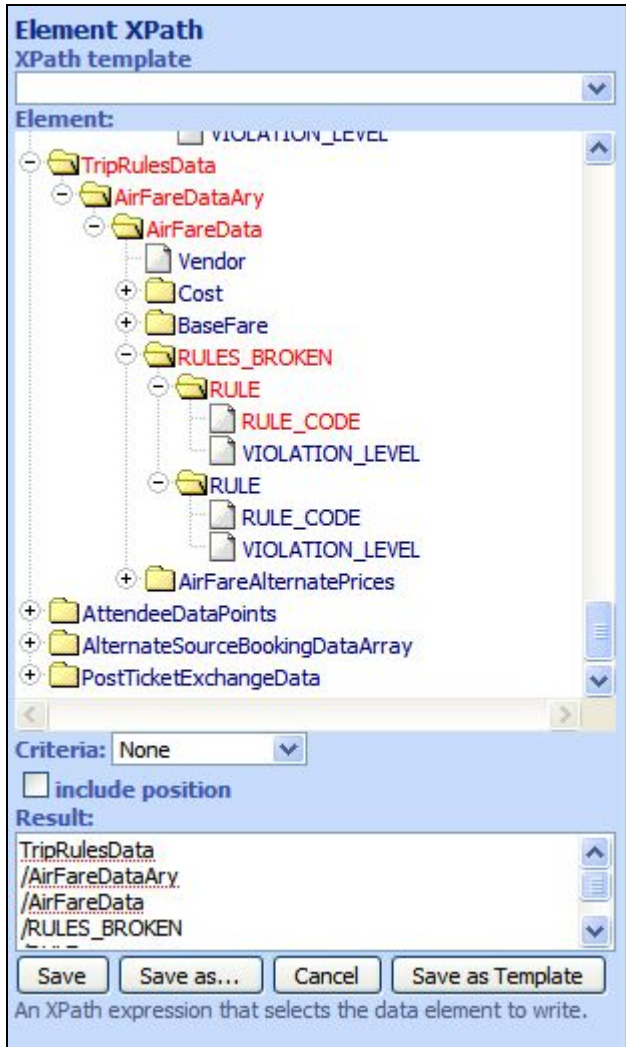 Element XPath
XPath template
Element:
VIOLATION_LEVEL
TripRulesData
AirFareDataAry
AirFareData
Vendor
Cost
BaseFare
RULES_BROKEN
RULE
RULE_CODE
VIOLATION_LEVEL
RULE
RULE_CODE
VIOLATION_LEVEL
AirFareAlternatePrices
AttendeeDataPoints
AlternateSourceBookingDataArray
PostTicketExchangeData
Criteria: None
include position
Result:
TripRulesData
/AirFareDataAry
/AirFareData
/RULES_BROKEN
Save Save as... Cancel Save as Template
An XPath expression that selects the data element to write.